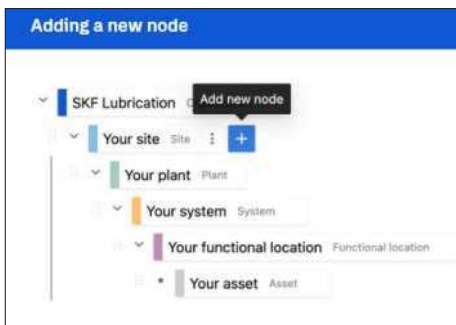 Adding a new node
SKF Lubrication
Add new node
Your site Site
Your plant Plant
Your system System
Your functional location Functional location
Your asset Asset